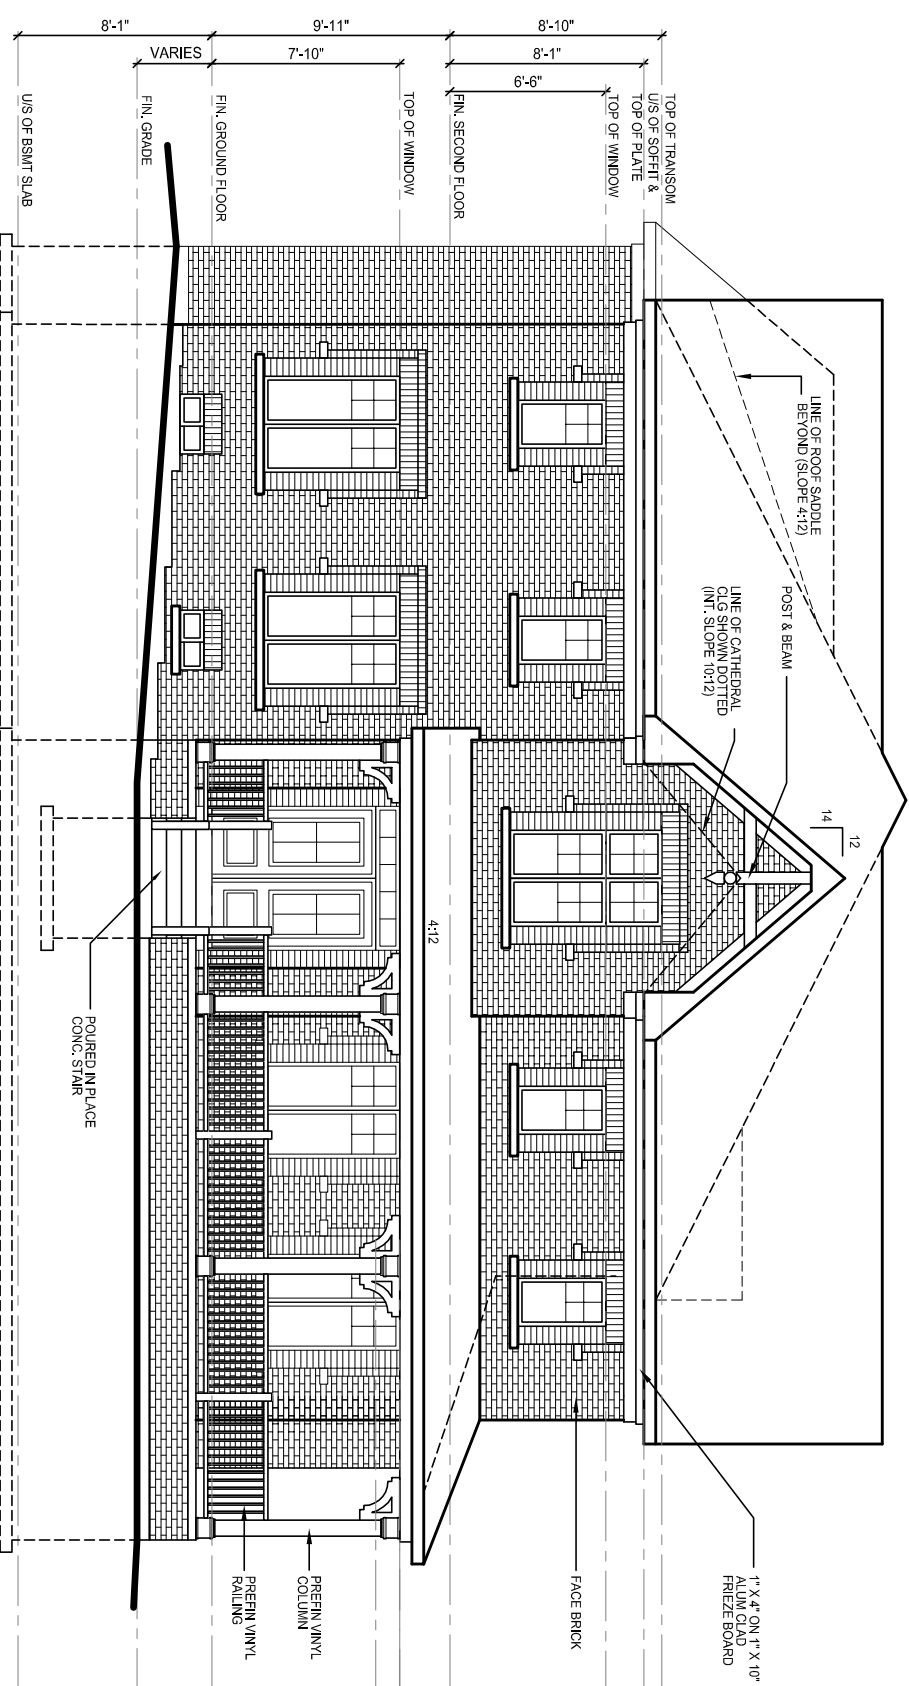 8'-1"
9'-11"
8'-10"
VARIES
7'-10"
8'-1"
6'-6"
U/S OF BSMT SLAB
FIN. GRADE
FIN. GROUND FLOOR
TOP OF WINDOW
FIN. SECOND FLOOR
TOP OF WINDOW
TOP OF PLATE
U/S OF SOFFIT &
TOP OF TRANSOM
LINE OF ROOF SADDLE
BEYOND (SLOPE 4:12)
POST & BEAM
LINE OF CATHEDRAL
CLG SHOWN DOTTED
(INT. SLOPE 10:12)
12
14
4:12
POURED IN PLACE
CONC. STAIR
1" X 4" ON 1" X 10"
ALUM CLAD
FRIEZE BOARD
FACE BRICK
PREFIN VINYL
COLUMN
PREFIN VINYL
RAILING